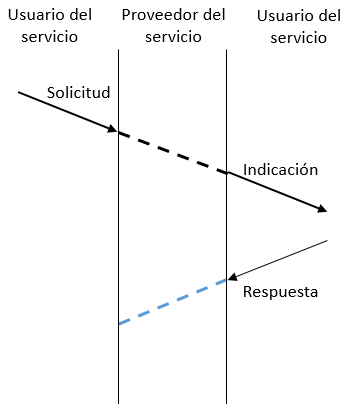 Usuario del
servicio
Proveedor del
servicio
Usuario del
servicio
Solicitud
Indicación
Respuesta